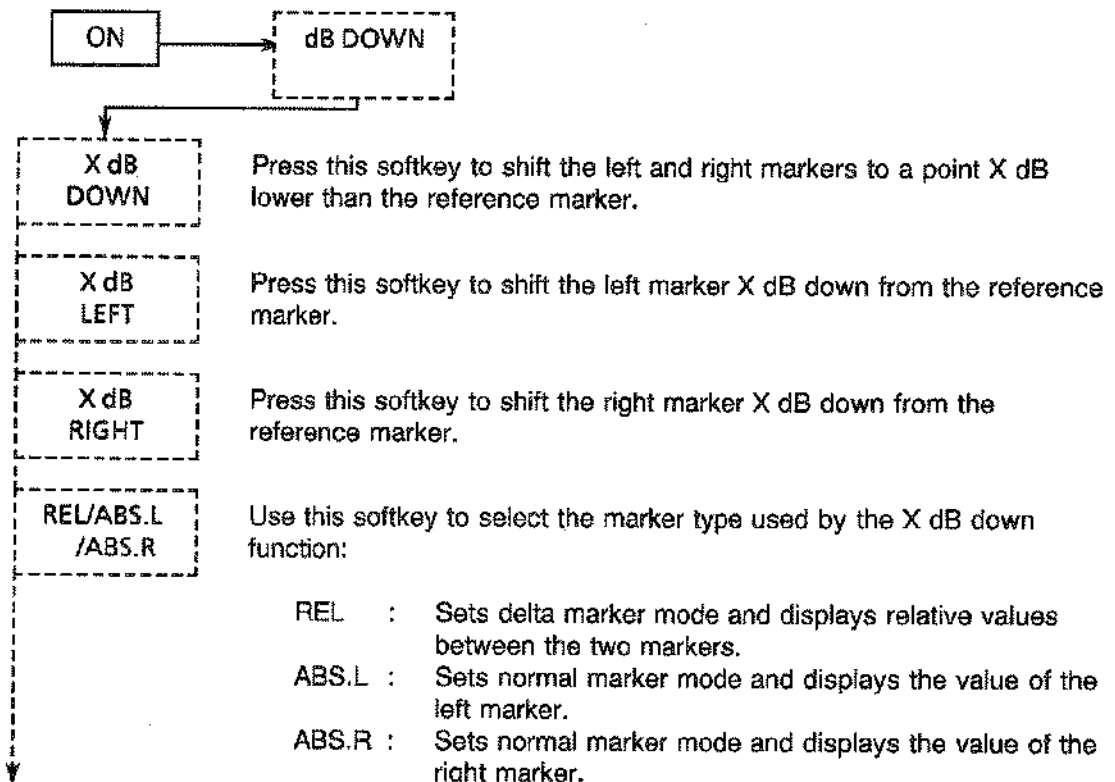 ON
dB DOWN
X dB
DOWN
Press this softkey to shift the left and right markers to a point X dB
lower than the reference marker.
X dB
LEFT
Press this softkey to shift the left marker X dB down from the reference
marker.
X dB
RIGHT
Press this softkey to shift the right marker X dB down from the
reference marker.
REL/ABS.L
/ABS.R
Use this softkey to select the marker type used by the X dB down
function:
REL : Sets delta marker mode and displays relative values
between the two markers.
ABS.L : Sets normal marker mode and displays the value of the
left marker.
ABS.R : Sets normal marker mode and displays the value of the
right marker.